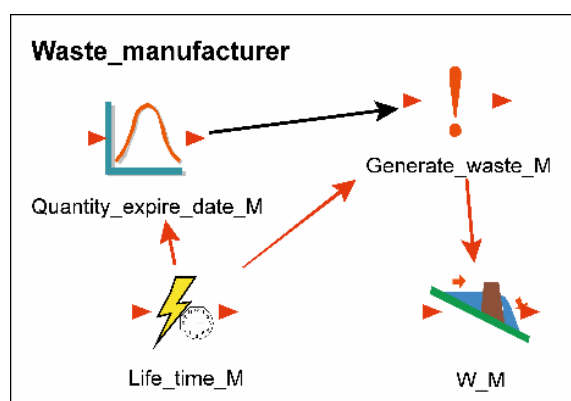 Waste_manufacturer
Generate_waste_M
Quantity_expire_date_M
Life_time_M
W_M